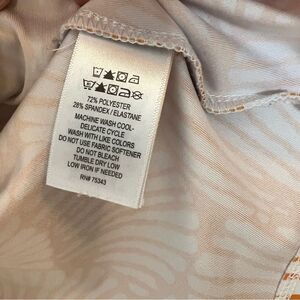 72% POLYESTER
28% SPANDEX / ELASTANE
MACHINE WASH COOL-
DELICATE CYCLE
WASH WITH LIKE COLORS
DO NOT USE FABRIC SOFTENER
DO NOT BLEACH
TUMBLE DRY LOW
LOW IRON IF NEEDED
RN# 75343